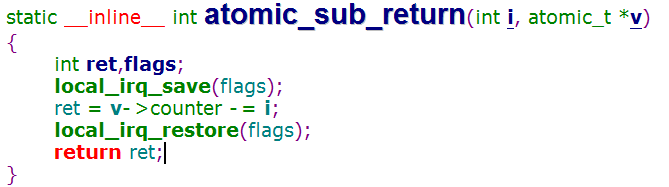 static __inline__ int atomic_sub_return(int i, atomic_t *v)
{
int ret,flags;
local_irq_save(flags);
ret = v->counter -= i;
local_irq_restore(flags);
return ret;
}